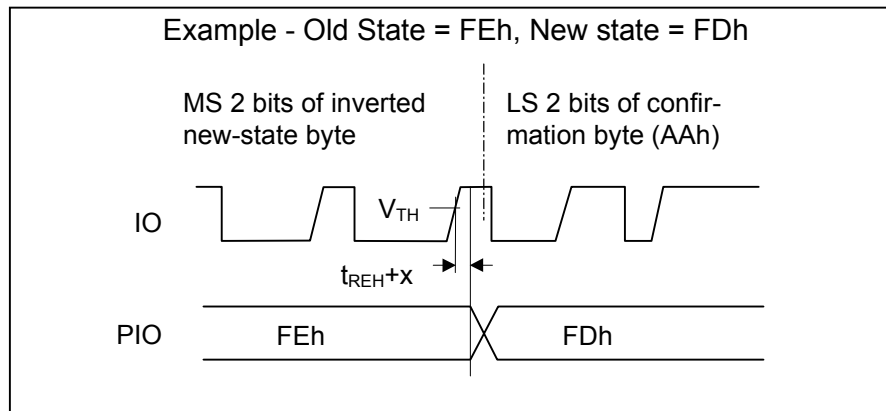 Example - Old State = FEh, New state = FDh
MS 2 bits of inverted
new-state byte
LS 2 bits of confir-
mation byte (AAh)
IO
VTH
tREH+x
PIO
FEh
FDh